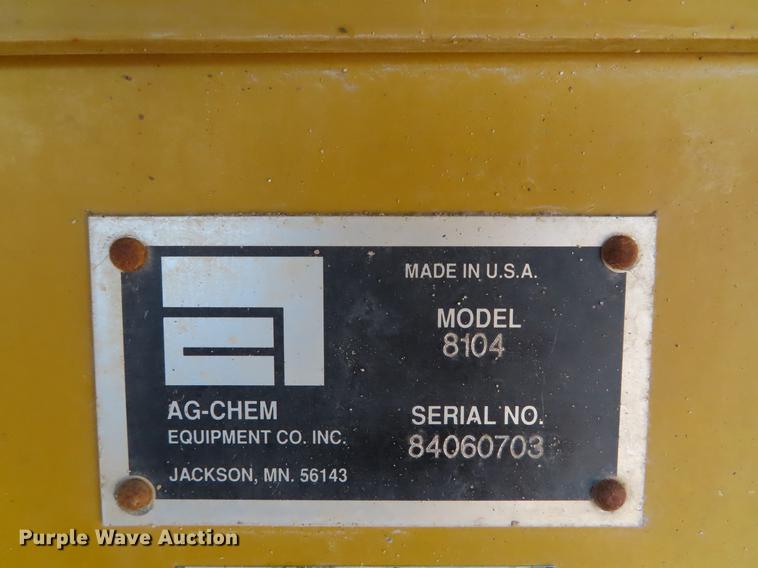 MADE IN U.S.A.
MODEL
8104
AG-CHEM
EQUIPMENT CO. INC.
JACKSON, MN. 56143
SERIAL NO.
84060703
Purple Wave Auction®